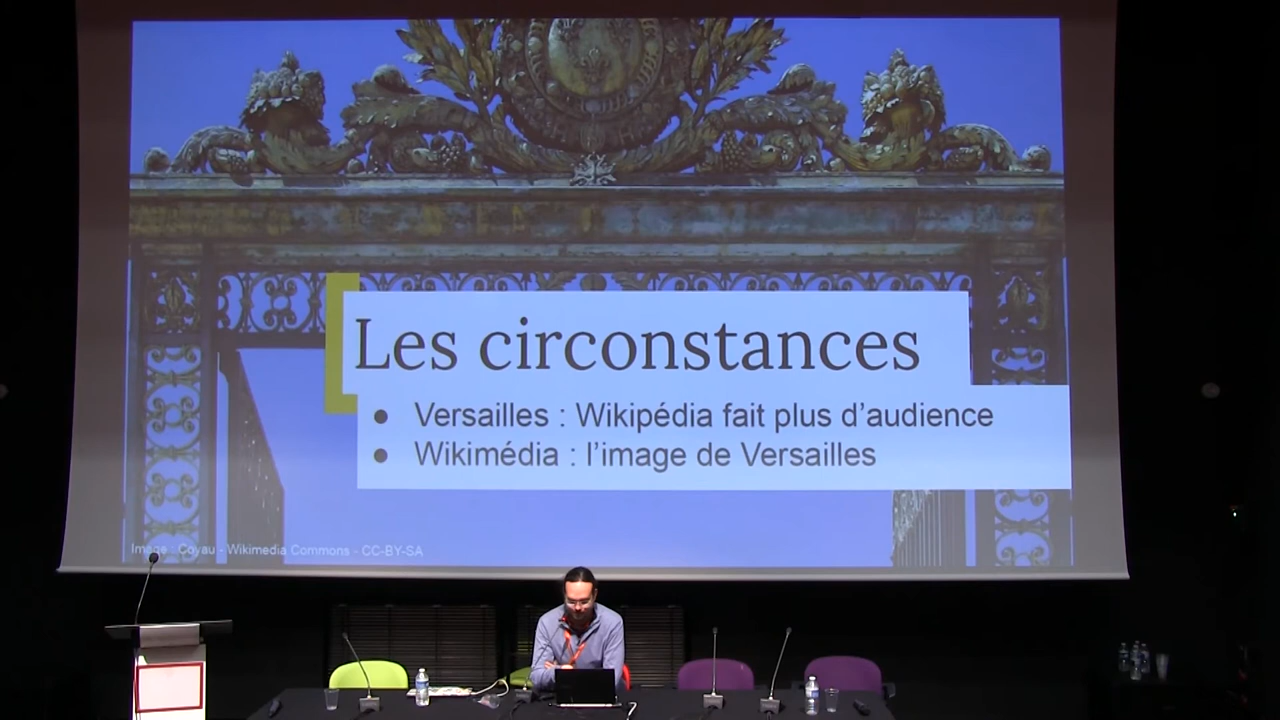 Les circonstances
● Versailles : Wikipédia fait plus d’audience
● Wikimédia : l’image de Versailles
Image : Coyau - Wikimedia Commons - CC-BY-SA